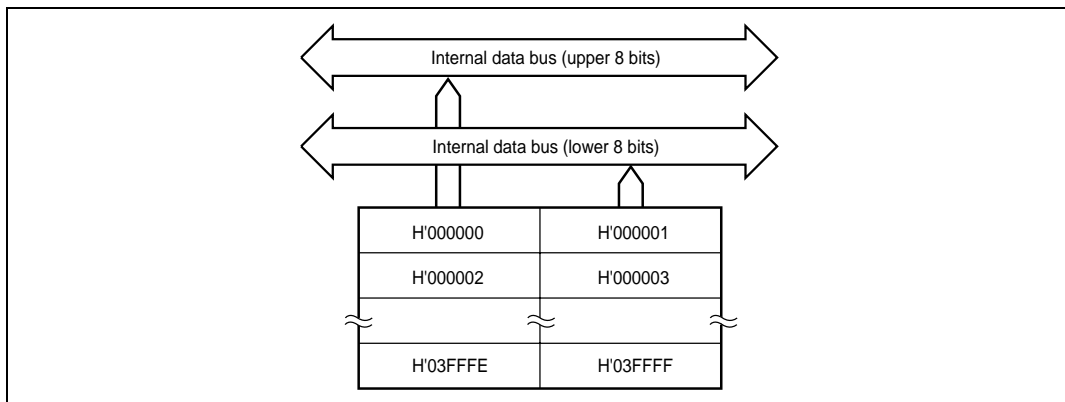 Internal data bus (upper 8 bits)
Internal data bus (lower 8 bits)
H'000000 H'000001
H'000002 H'000003
H'03FFFE H'03FFFF